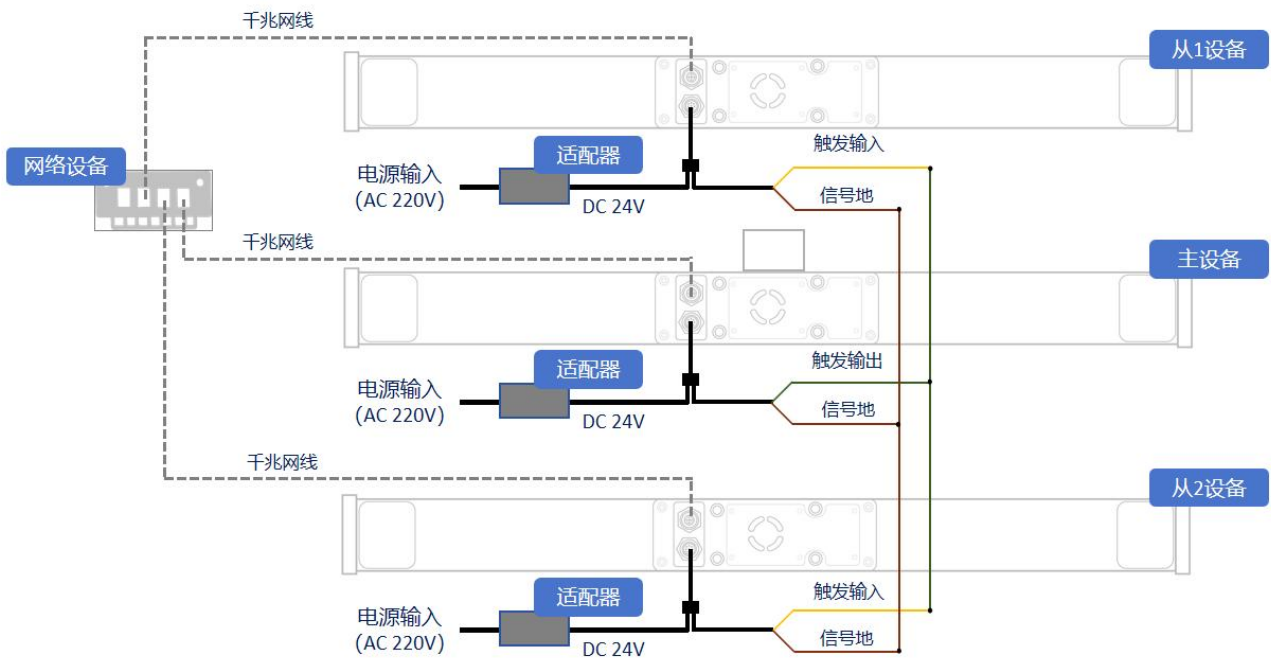 千兆网线
从1设备
网络设备
适配器
触发输入
电源输入
(AC 220V)
DC 24V
信号地
千兆网线
主设备
适配器
触发输出
电源输入
(AC 220V)
DC 24V
信号地
千兆网线
从2设备
适配器
触发输入
电源输入
(AC 220V)
DC 24V
信号地